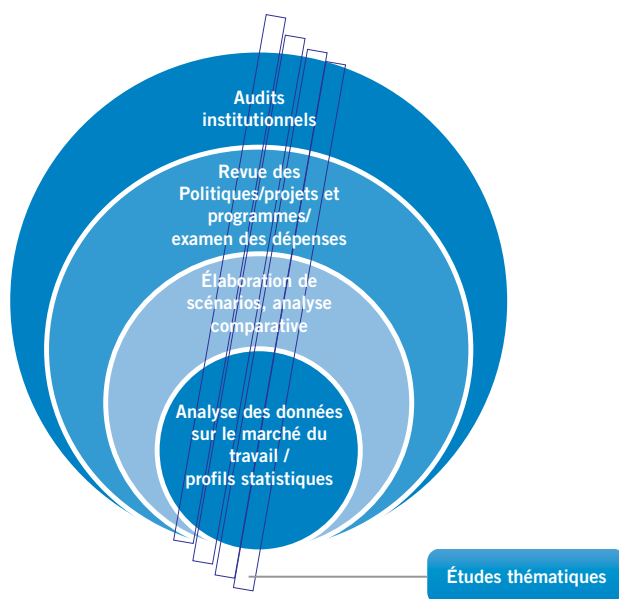 Audits
institutionnels
Revue des
Politiques/projets et
programmes/
examen des dépenses
Élaboration de
scénarios, analyse
comparative
Analyse des données
sur le marché du
travail /
profils statistiques
Études thématiques